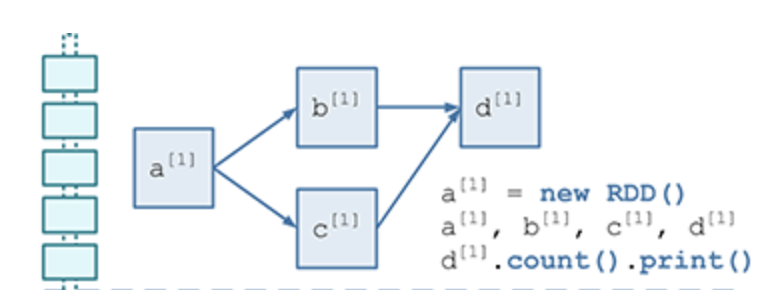 a[1]
b[1]
c[1]
d[1]
a[1] = new RDD()
a[1], b[1], c[1], d[1]
d[1].count().print()